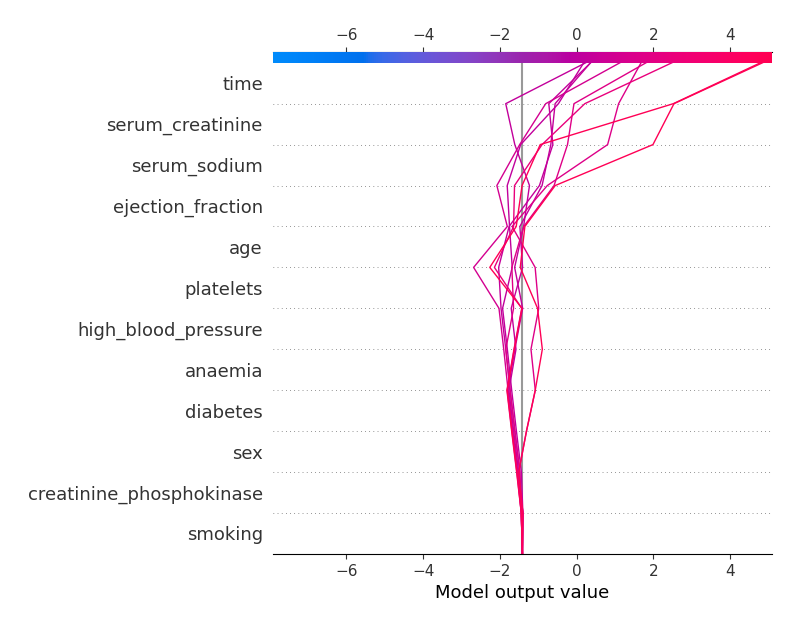 −6 −4 −2 0 2 4
time
serum_creatinine
serum_sodium
ejection_fraction
age
platelets
high_blood_pressure
anaemia
diabetes
sex
creatinine_phosphokinase
smoking
−6 −4 −2 0 2 4
Model output value